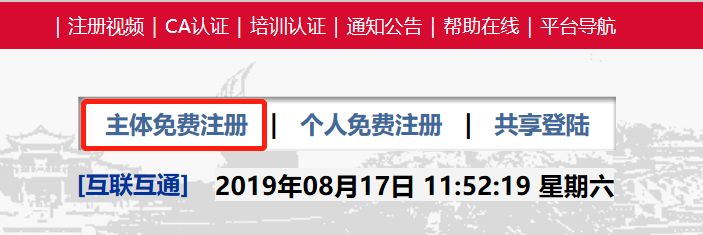 | 注册视频 | CA认证 | 培训认证 | 通知公告 | 帮助在线 | 平台导航
主体免费注册 | 个人免费注册 | 共享登陆
[互联互通] 2019年08月17日 11:52:19 星期六